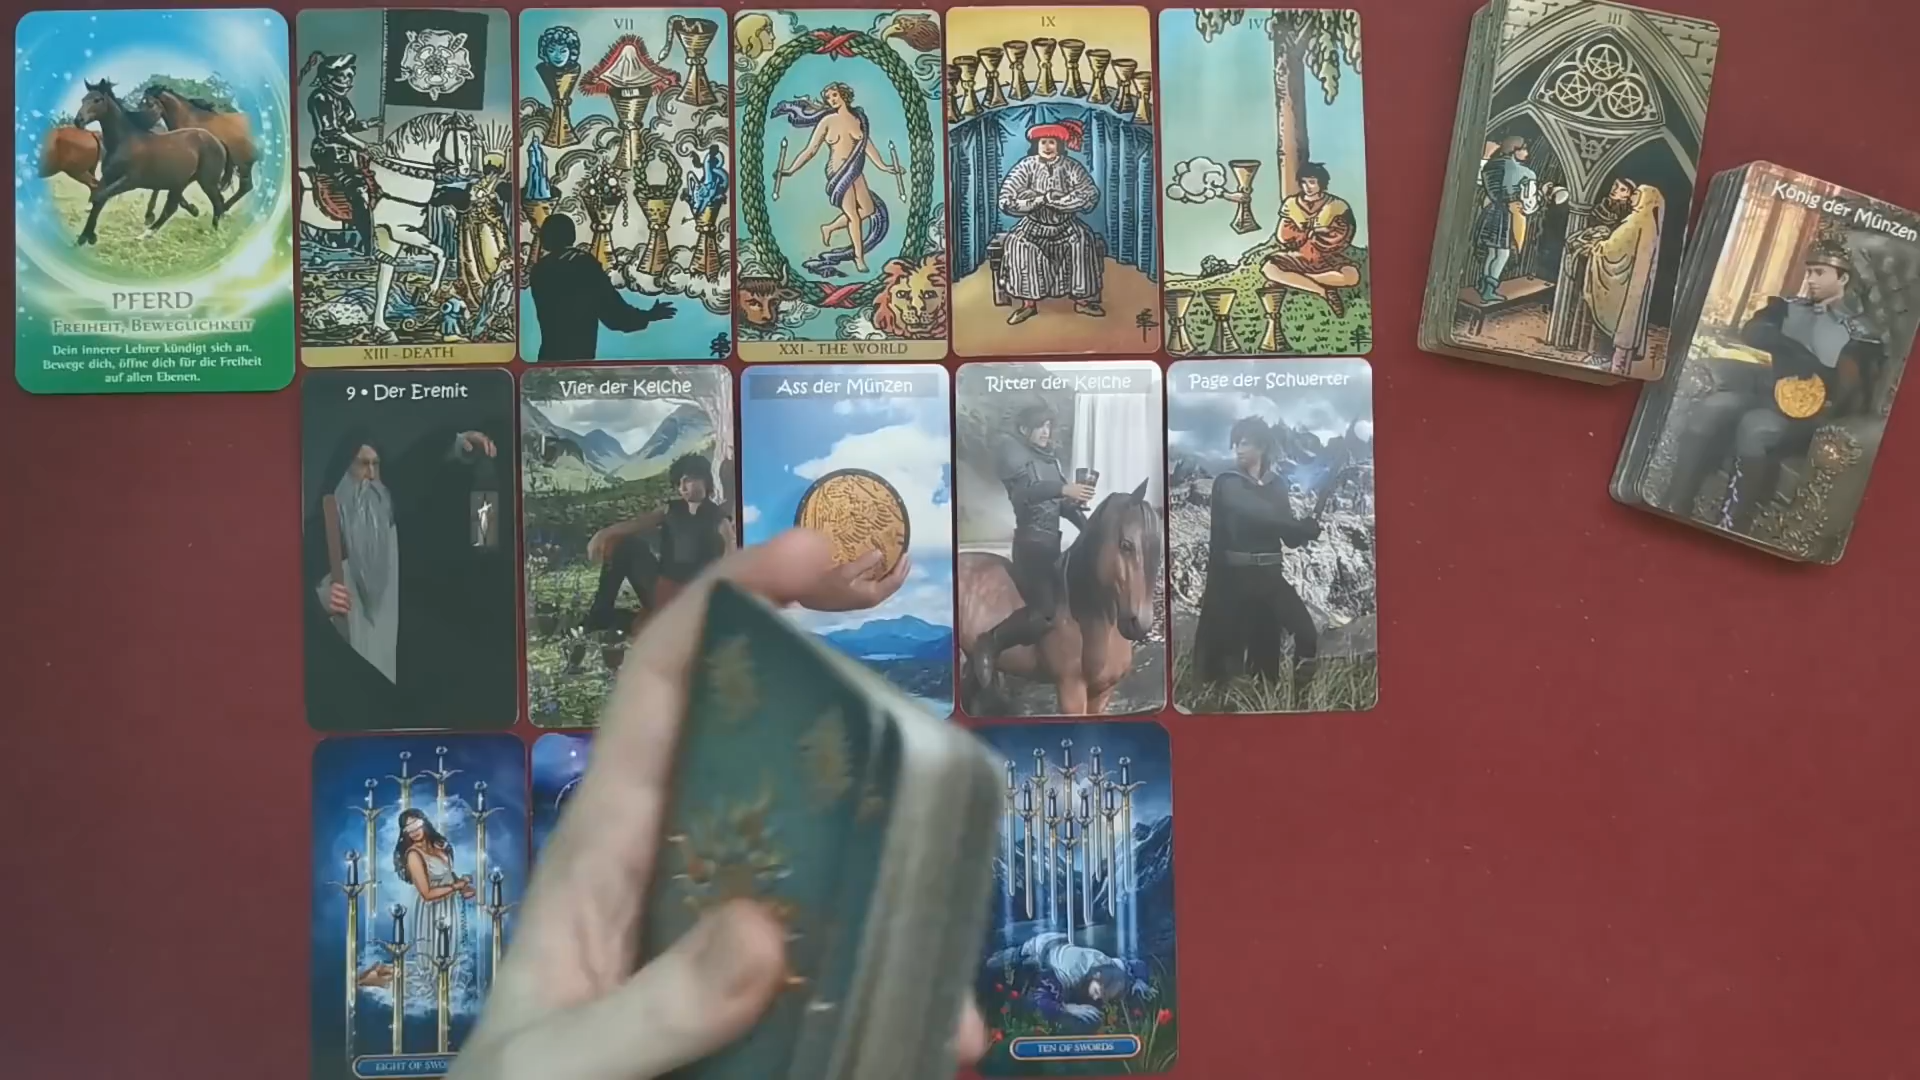 PFERD
FREIHEIT, BEWEGLICHKEIT
Dein innerer Lehrer kündigt sich an.
Bewege dich, öffne dich für die Freiheit
auf allen Ebenen.
XIII - DEATH
VII
XXI - THE WORLD
IX
IV
III
König der Münzen
9 • Der Eremit
Vier der Kelche
Ass der Münzen
Ritter der Kelche
Page der Schwerter
EIGHT OF
TEN OF SWORDS